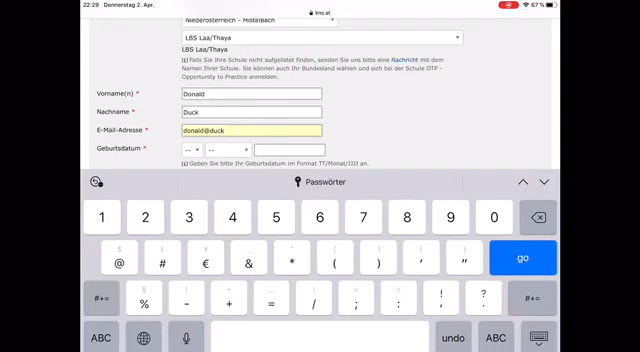 22:29 Donnerstag 2. Apr. 67 %
lms.at
Niederösterreich - Mistelbach
LBS Laa/Thaya
LBS Laa/Thaya
[1] Falls Sie Ihre Schule nicht aufgelistet finden, senden Sie uns bitte eine Nachricht mit dem
Namen Ihrer Schule. Sie können auch Ihr Bundesland wählen und sich bei der Schule OTP -
Opportunity to Practice anmelden.
Vorname(n) * Donald
Nachname * Duck
E-Mail-Adresse * donald@duck
Geburtsdatum * -- --
[1] Geben Sie bitte Ihr Geburtsdatum im Format TT/Monat/JJJJ an.
Passwörter
1 2 3 4 5 6 7 8 9 0
$ £ ¥ _ ^ [ ] { }
@ # € & * ( ) ' " go
§ | ~ … \ < > ! ?
#+= % - + = / ; : , . #+=
ABC undo ABC